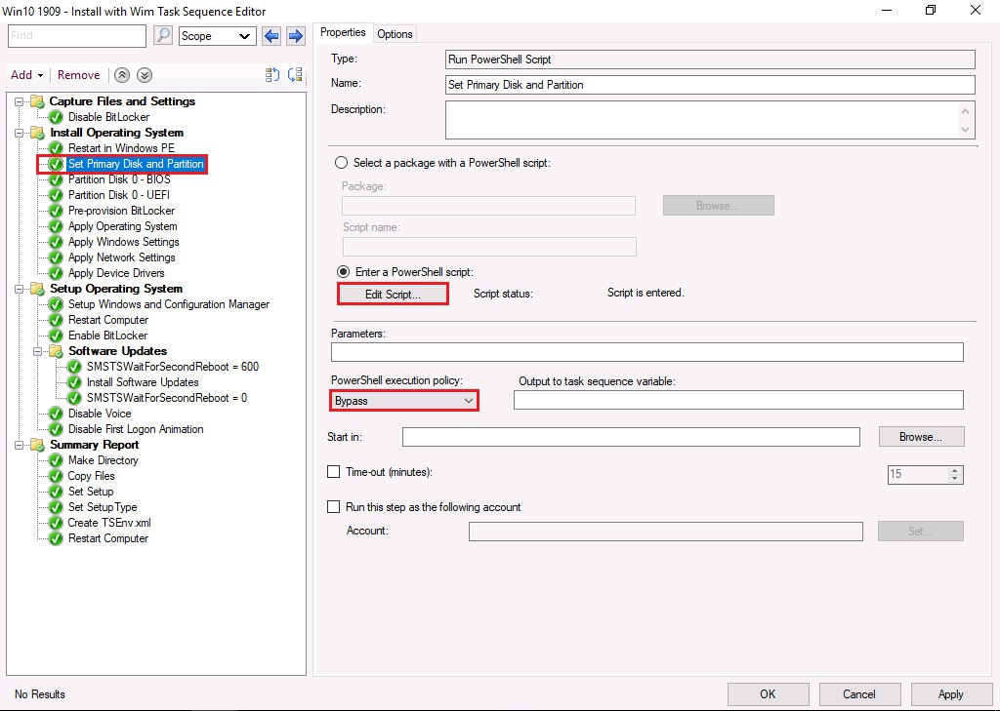 Win10 1909 - Install with Wim Task Sequence Editor
Find
Scope
Add
Remove
Capture Files and Settings
Disable BitLocker
Install Operating System
Restart in Windows PE
Set Primary Disk and Partition
Partition Disk 0 - BIOS
Partition Disk 0 - UEFI
Pre-provision BitLocker
Apply Operating System
Apply Windows Settings
Apply Network Settings
Apply Device Drivers
Setup Operating System
Setup Windows and Configuration Manager
Restart Computer
Enable BitLocker
Software Updates
SMSTSWaitForSecondReboot = 600
Install Software Updates
SMSTSWaitForSecondReboot = 0
Disable Voice
Disable First Logon Animation
Summary Report
Make Directory
Copy Files
Set Setup
Set SetupType
Create TSEnv.xml
Restart Computer
No Results
Properties
Options
Type:
Run PowerShell Script
Name:
Set Primary Disk and Partition
Description:
Select a package with a PowerShell script:
Package:
Browse...
Script name:
Enter a PowerShell script:
Edit Script...
Script status:
Script is entered.
Parameters:
PowerShell execution policy:
Output to task sequence variable:
Bypass
Start in:
Browse...
Time-out (minutes):
15
Run this step as the following account
Account:
Set...
OK
Cancel
Apply